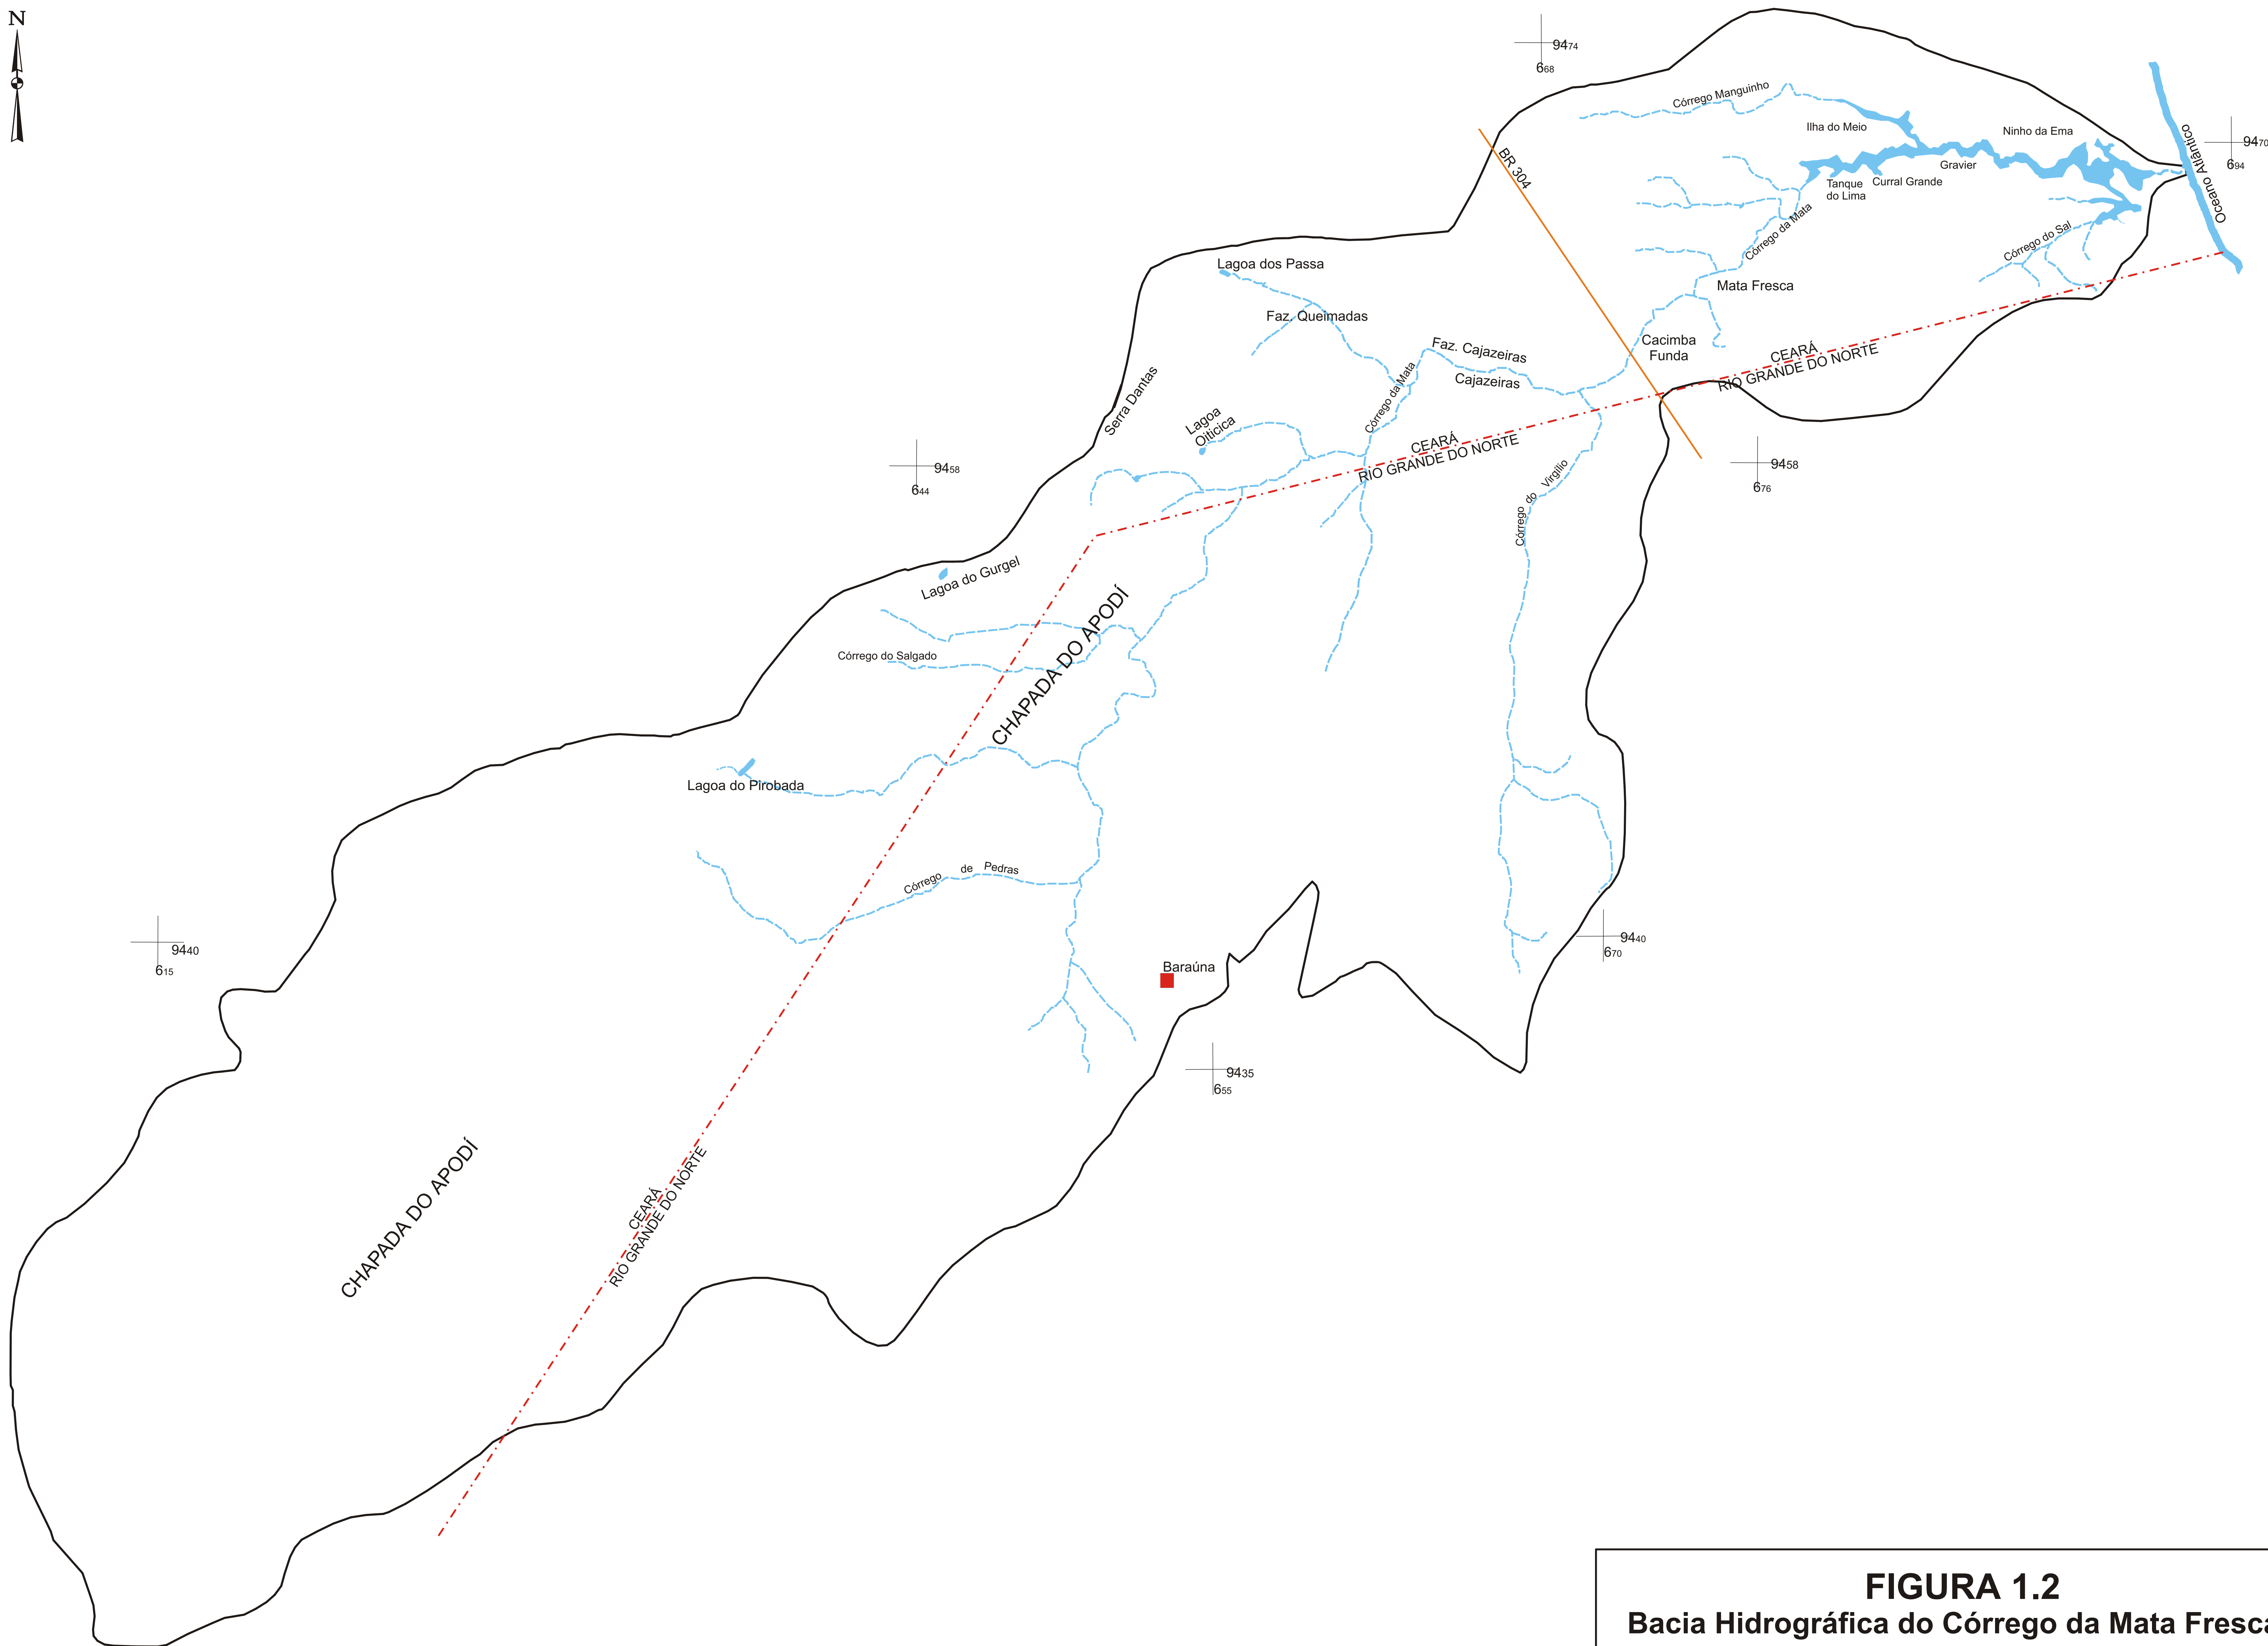 N
9474
668
Córrego Manguinho
Ilha do Meio
Ninho da Ema
Oceano Atlântico
9470
694
BR 304
Gravier
Tanque
do Lima
Curral Grande
Córrego da Mata
Córrego do Sal
Lagoa dos Passa
Mata Fresca
Faz. Queimadas
Cacimba
Funda
Faz. Cajazeiras
Cajazeiras
CEARÁ
RIO GRANDE DO NORTE
Serra Dantas
Córrego da Mata
Lagoa
Oiticica
CEARÁ
RIO GRANDE DO NORTE
9458
644
9458
676
Córrego do Virgílio
Lagoa do Gurgel
CHAPADA DO APODÍ
Córrego do Salgado
Lagoa do Pirobada
Córrego de Pedras
9440
615
9440
670
Baraúna
9435
655
CHAPADA DO APODÍ
CEARÁ
RIO GRANDE DO NORTE
FIGURA 1.2
Bacia Hidrográfica do Córrego da Mata Fresca